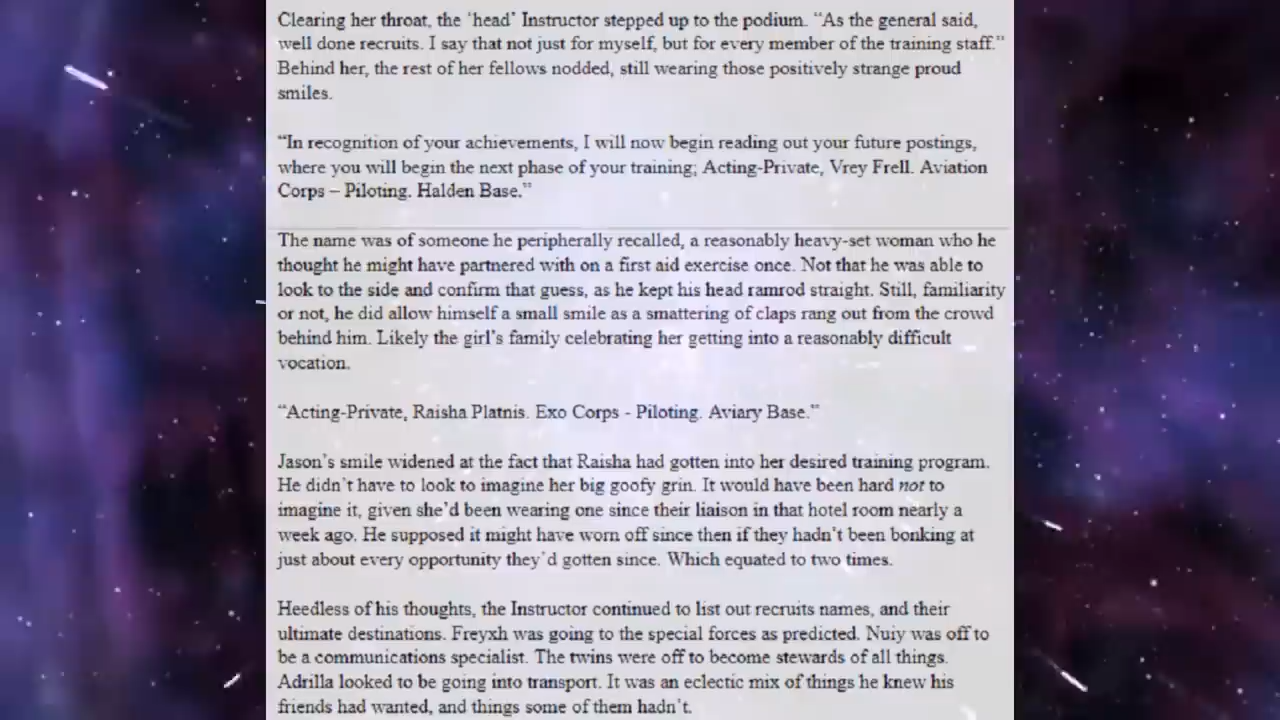 Clearing her throat, the ‘head’ Instructor stepped up to the podium. “As the general said,
well done recruits. I say that not just for myself, but for every member of the training staff.”
Behind her, the rest of her fellows nodded, still wearing those positively strange proud
smiles.
“In recognition of your achievements, I will now begin reading out your future postings,
where you will begin the next phase of your training; Acting-Private, Vrey Frell. Aviation
Corps – Piloting. Halden Base.”
The name was of someone he peripherally recalled, a reasonably heavy-set woman who he
thought he might have partnered with on a first aid exercise once. Not that he was able to
look to the side and confirm that guess, as he kept his head ramrod straight. Still, familiarity
or not, he did allow himself a small smile as a smattering of claps rang out from the crowd
behind him. Likely the girl’s family celebrating her getting into a reasonably difficult
vocation.
“Acting-Private, Raisha Platnis. Exo Corps - Piloting. Aviary Base.”
Jason’s smile widened at the fact that Raisha had gotten into her desired training program.
He didn’t have to look to imagine her big goofy grin. It would have been hard not to
imagine it, given she’d been wearing one since their liaison in that hotel room nearly a
week ago. He supposed it might have worn off since then if they hadn’t been bonking at
just about every opportunity they’d gotten since. Which equated to two times.
Heedless of his thoughts, the Instructor continued to list out recruits names, and their
ultimate destinations. Freyxh was going to the special forces as predicted. Nuiy was off to
be a communications specialist. The twins were off to become stewards of all things.
Adrilla looked to be going into transport. It was an eclectic mix of things he knew his
friends had wanted, and things some of them hadn’t.